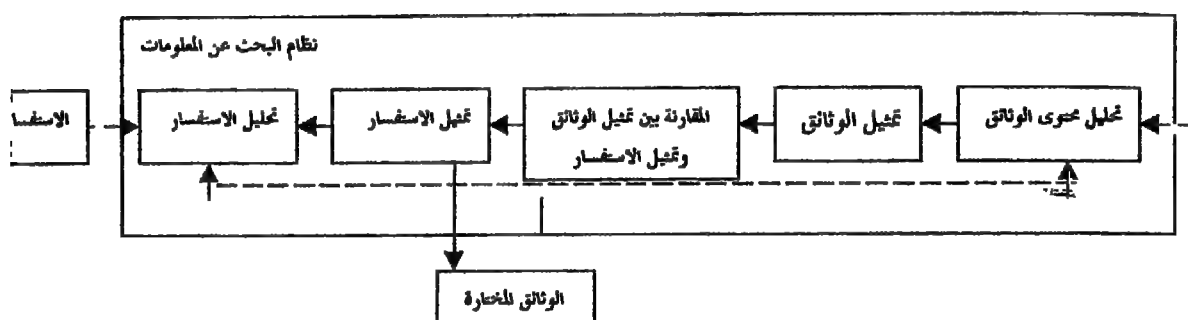 نظام البحث عن المعلومات
تحليل محتوى الوثائق
تمثيل الوثائق
المقارنة بين تمثيل الوثائق
وتمثيل الاستفسار
تمثيل الاستفسار
تحليل الاستفسار
الاستفسا
الوثائق المختارة